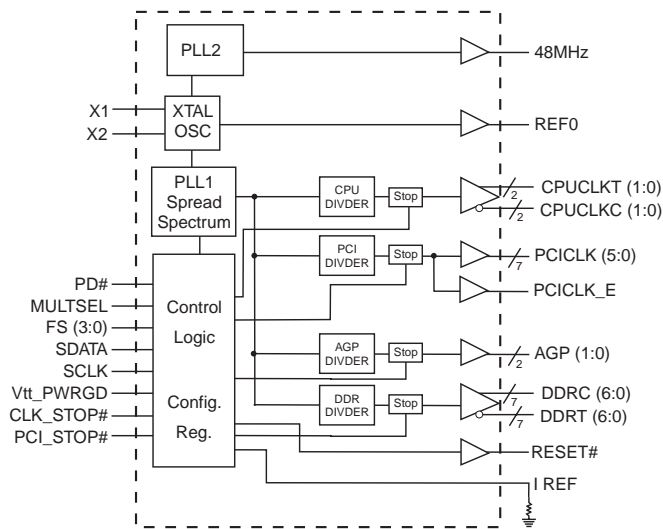 PLL2
48MHz
X1
X2
XTAL
OSC
REF0
PLL1
Spread
Spectrum
CPU
DIVDER
Stop
2
CPUCLKT (1:0)
2
CPUCLKC (1:0)
PCI
DIVDER
Stop
7
PCICLK (5:0)
PCICLK_E
PD#
MULTSEL
FS (3:0)
SDATA
SCLK
Vtt_PWRGD
CLK_STOP#
PCI_STOP#
Control
Logic
Config.
Reg.
AGP
DIVDER
Stop
2
AGP (1:0)
DDR
DIVDER
Stop
7
DDRC (6:0)
7
DDRT (6:0)
RESET#
I REF